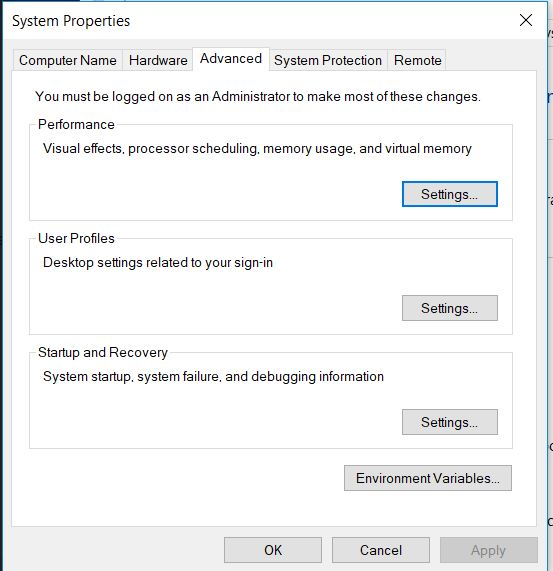 System Properties
Computer Name Hardware Advanced System Protection Remote
You must be logged on as an Administrator to make most of these changes.
Performance
Visual effects, processor scheduling, memory usage, and virtual memory
Settings...
User Profiles
Desktop settings related to your sign-in
Settings...
Startup and Recovery
System startup, system failure, and debugging information
Settings...
Environment Variables...
OK Cancel Apply